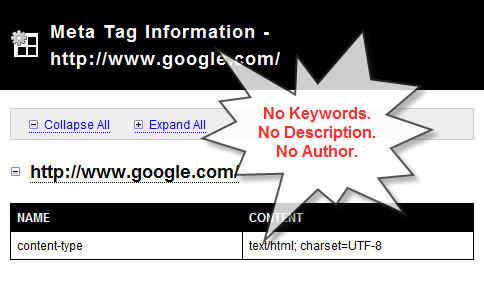 Meta Tag Information -
http://www.google.com/
Collapse All
Expand All
No Keywords.
No Description.
No Author.
http://www.google.com/
NAME CONTENT
content-type text/html; charset=UTF-8